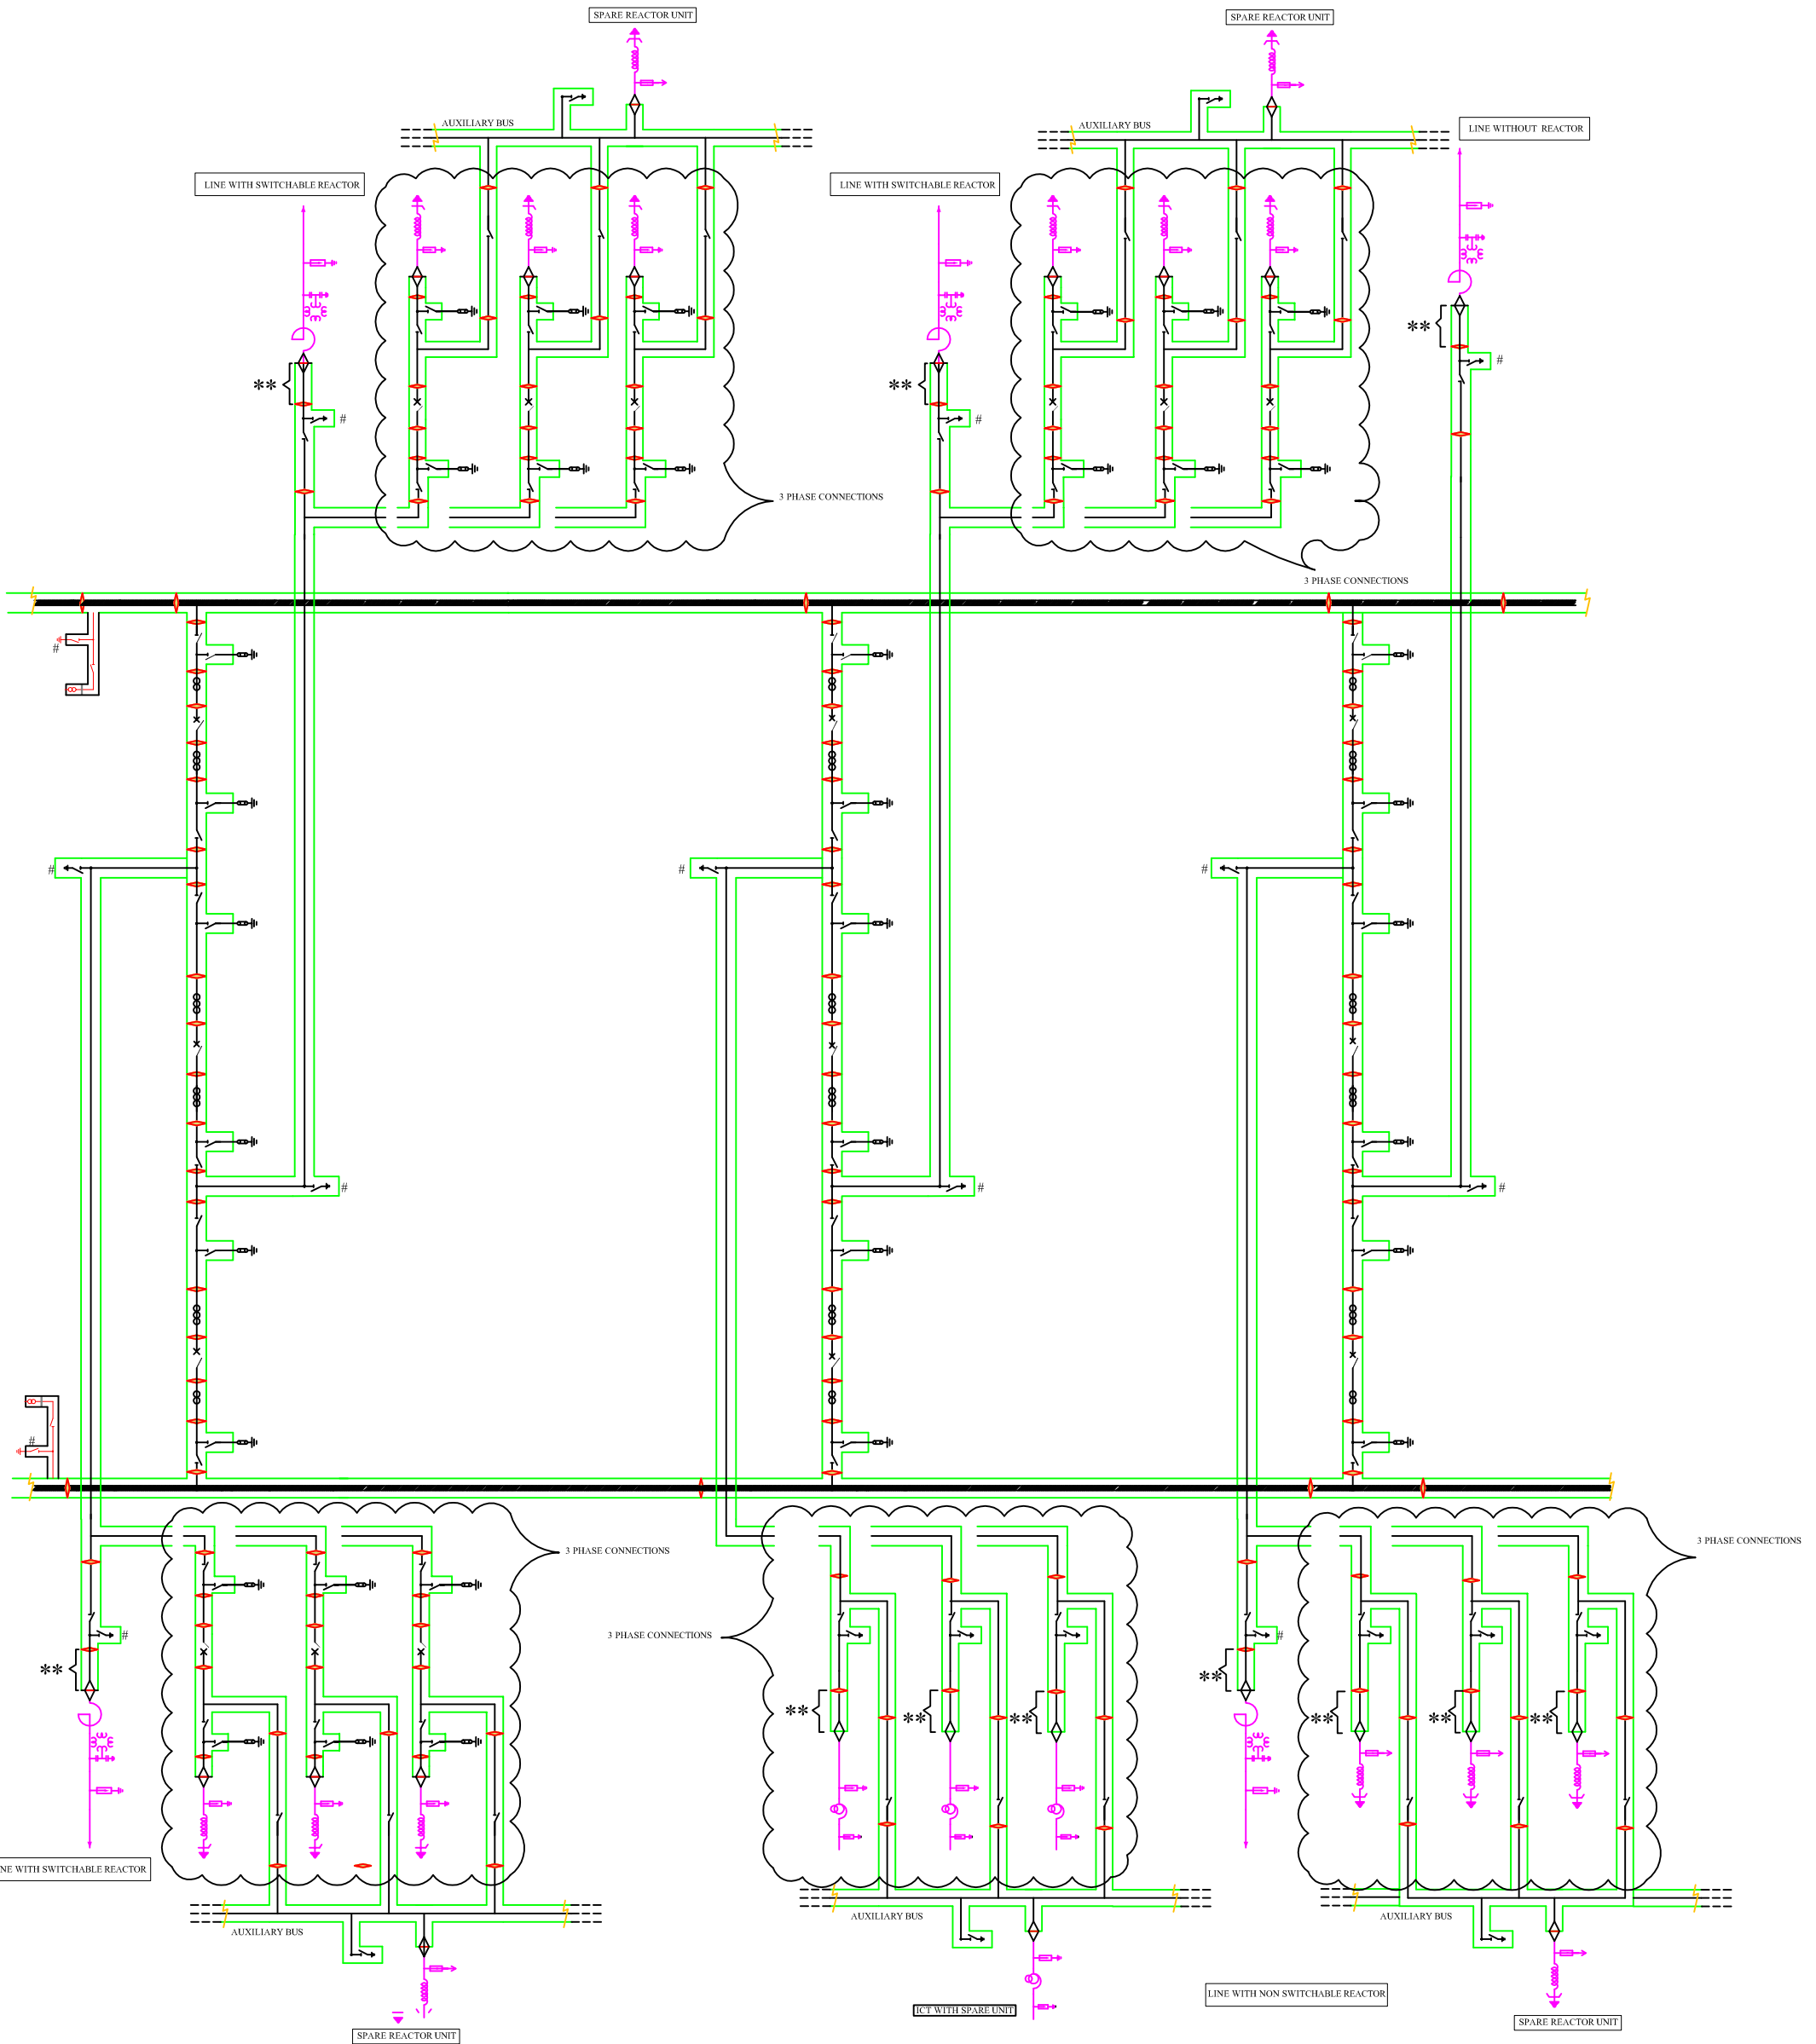 SPARE REACTOR UNIT
SPARE REACTOR UNIT
AUXILIARY BUS
AUXILIARY BUS
LINE WITHOUT REACTOR
LINE WITH SWITCHABLE REACTOR
LINE WITH SWITCHABLE REACTOR
**
**
**
#
#
#
3 PHASE CONNECTIONS
3 PHASE CONNECTIONS
#
#
#
#
#
#
#
#
3 PHASE CONNECTIONS
3 PHASE CONNECTIONS
3 PHASE CONNECTIONS
#
#
**
**
**
**
**
**
**
**
NE WITH SWITCHABLE REACTOR
AUXILIARY BUS
AUXILIARY BUS
AUXILIARY BUS
LINE WITH NON SWITCHABLE REACTOR
ICT WITH SPARE UNIT
SPARE REACTOR UNIT
SPARE REACTOR UNIT